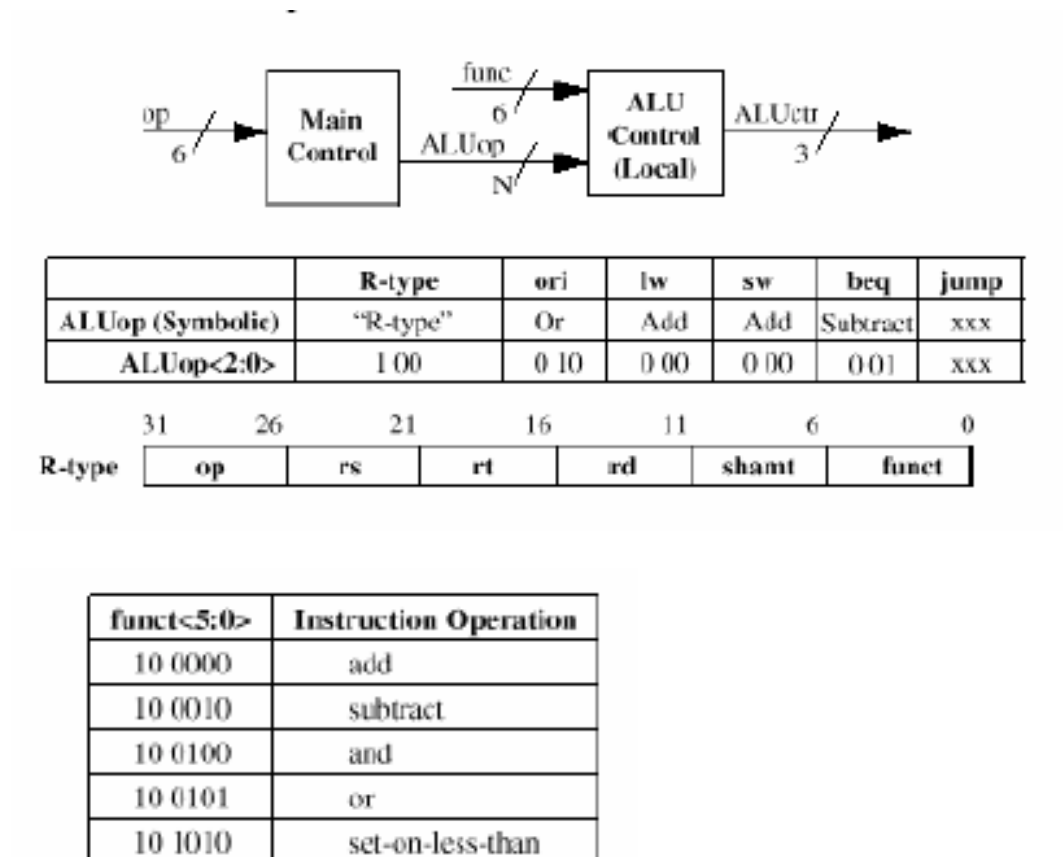 func
op
6
Main
Control
ALUop
N
6
ALU
Control
(Local)
ALUctr
3
R-type ori lw sw beq jump
ALUop (Symbolic) “R-type” Or Add Add Subtract xxx
ALUop<2:0> 1 00 0 10 0 00 0 00 0 01 xxx
31 26 21 16 11 6 0
R-type op rs rt rd shamt funct
funct<5:0> Instruction Operation
10 0000 add
10 0010 subtract
10 0100 and
10 0101 or
10 1010 set-on-less-than